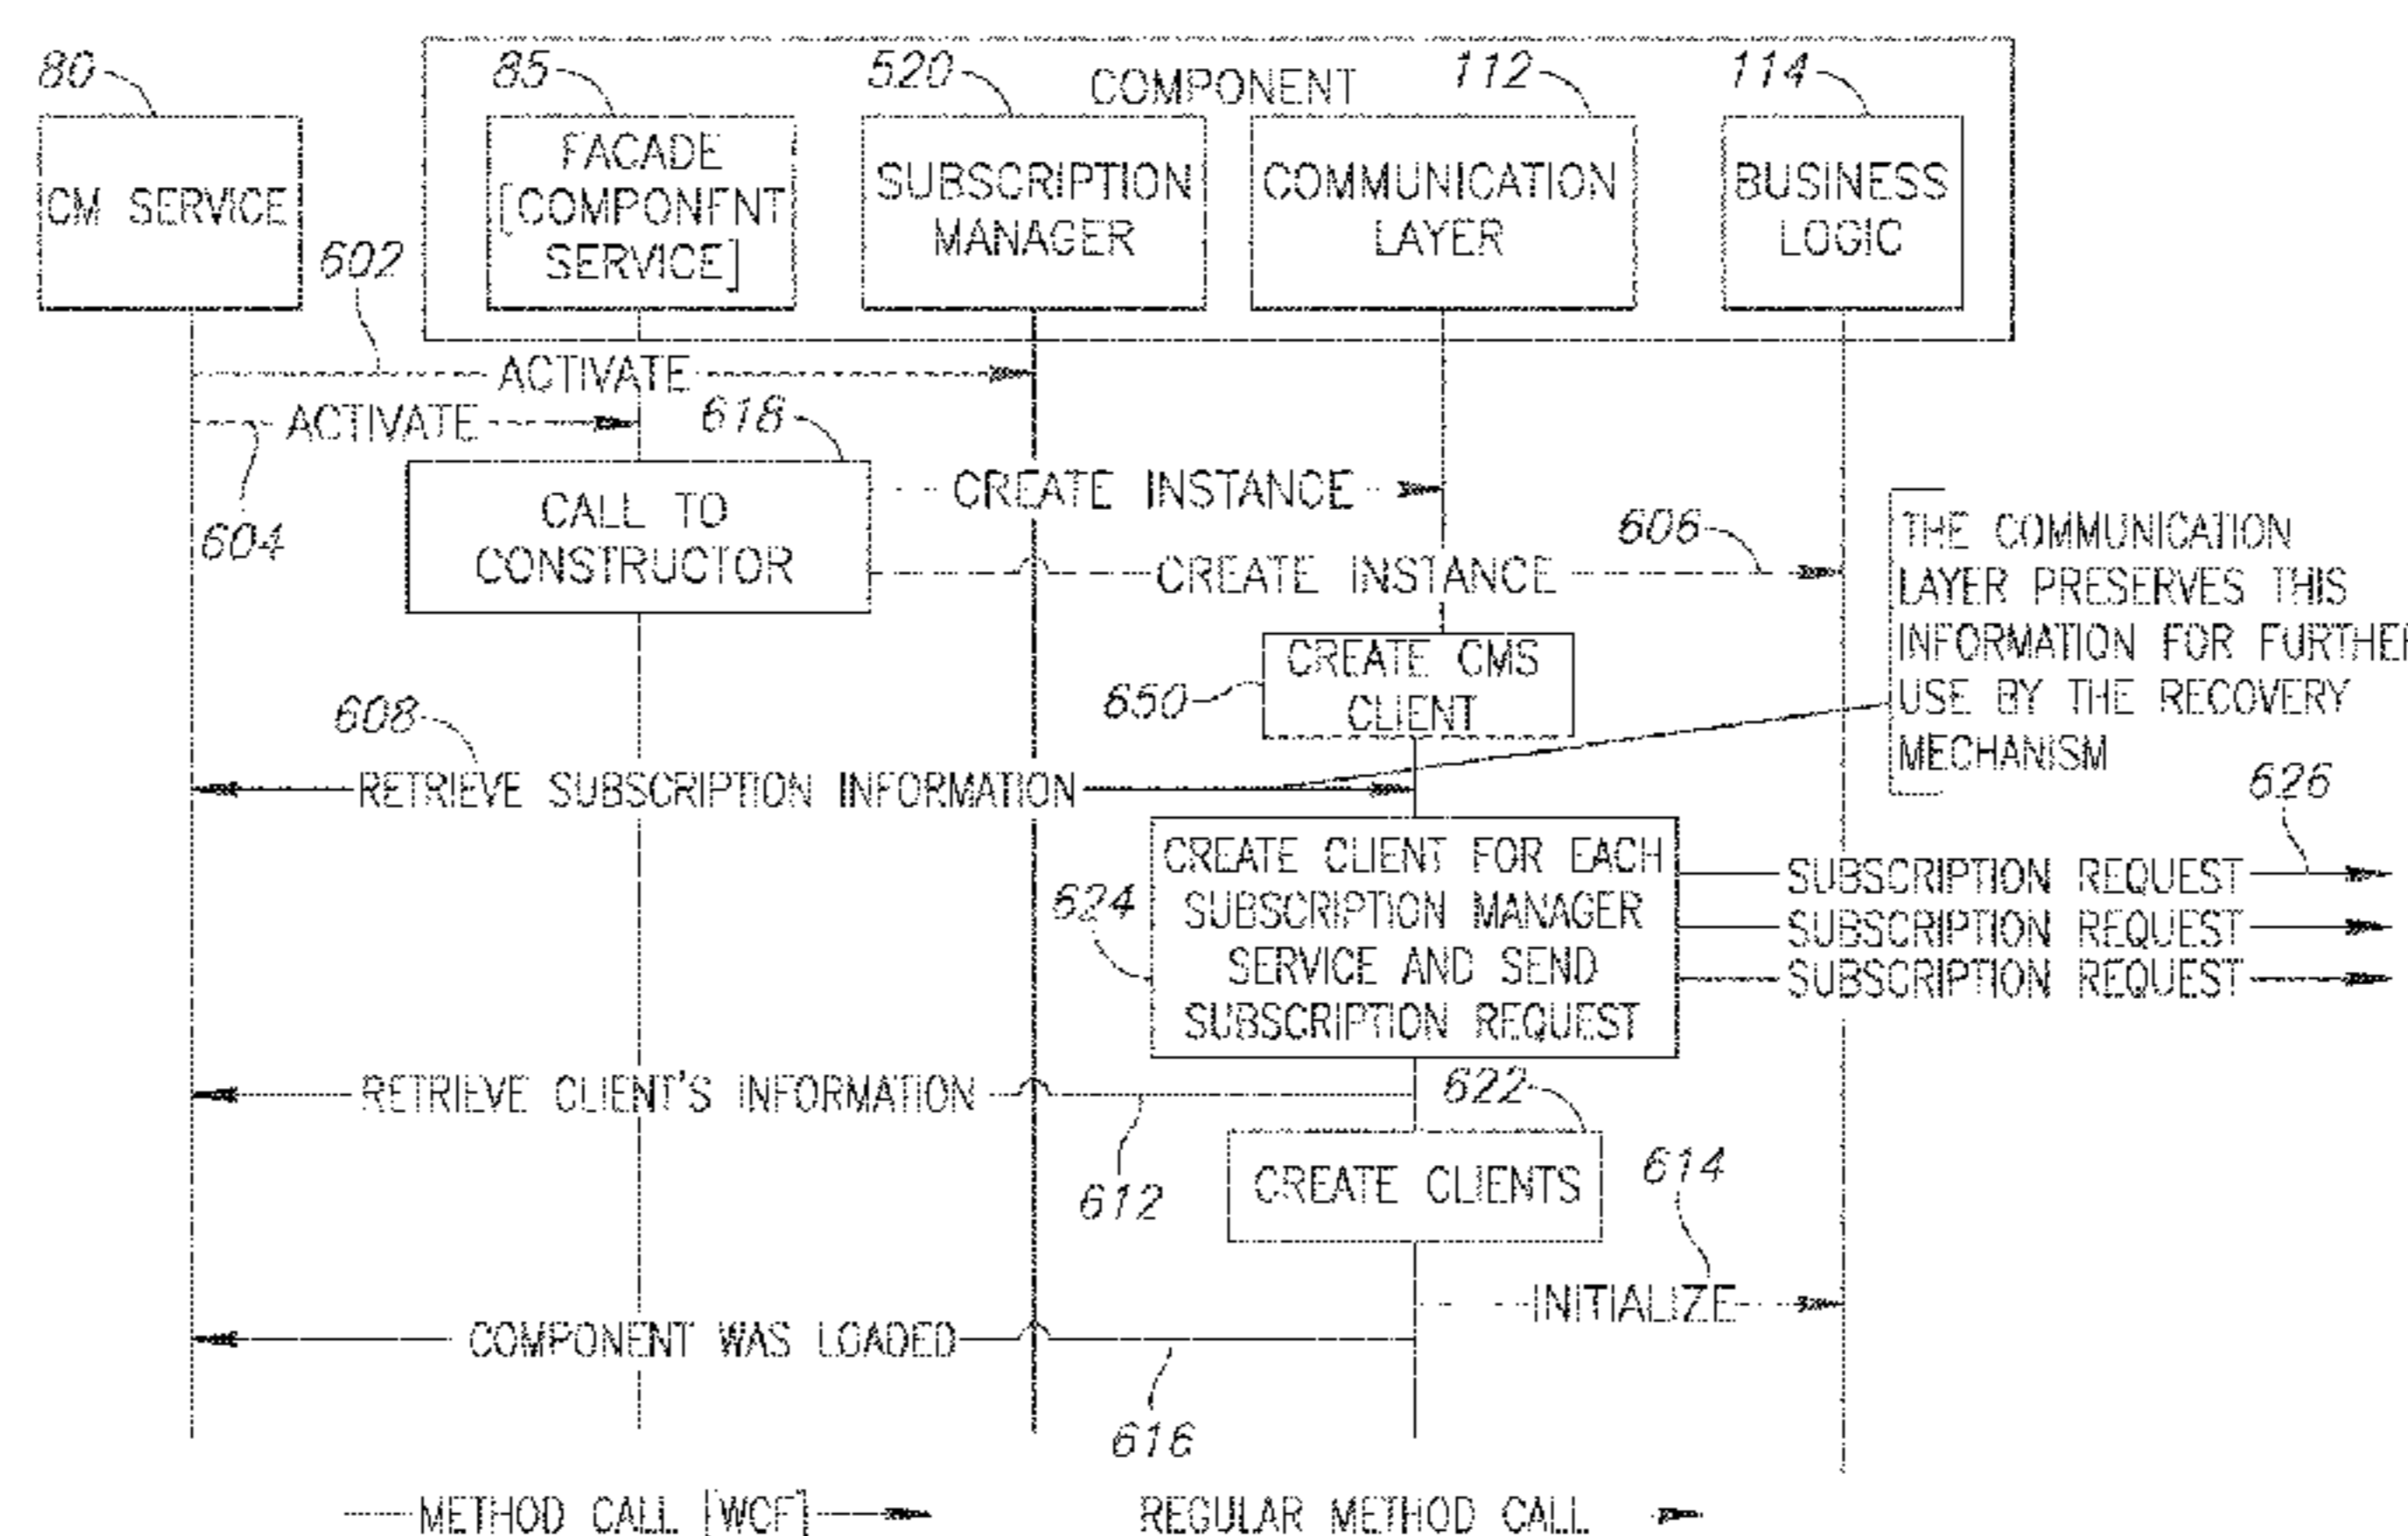 80
85
520
COMPONENT
112
114
CM SERVICE
FACADE
[COMPONENT
SERVICE]
SUBSCRIPTION
MANAGER
COMMUNICATION
LAYER
BUSINESS
LOGIC
602
ACTIVATE
ACTIVATE
618
604
CALL TO
CONSTRUCTOR
CREATE INSTANCE
606
CREATE INSTANCE
THE COMMUNICATION
LAYER PRESERVES THIS
INFORMATION FOR FURTHER
USE BY THE RECOVERY
MECHANISM
CREATE CMS
CLIENT
650
608
RETRIEVE SUBSCRIPTION INFORMATION
626
CREATE CLIENT FOR EACH
SUBSCRIPTION MANAGER
SERVICE AND SEND
SUBSCRIPTION REQUEST
624
SUBSCRIPTION REQUEST
SUBSCRIPTION REQUEST
SUBSCRIPTION REQUEST
RETRIEVE CLIENT'S INFORMATION
622
612
CREATE CLIENTS
614
INITIALIZE
COMPONENT WAS LOADED
616
METHOD CALL [WCF]
REGULAR METHOD CALL